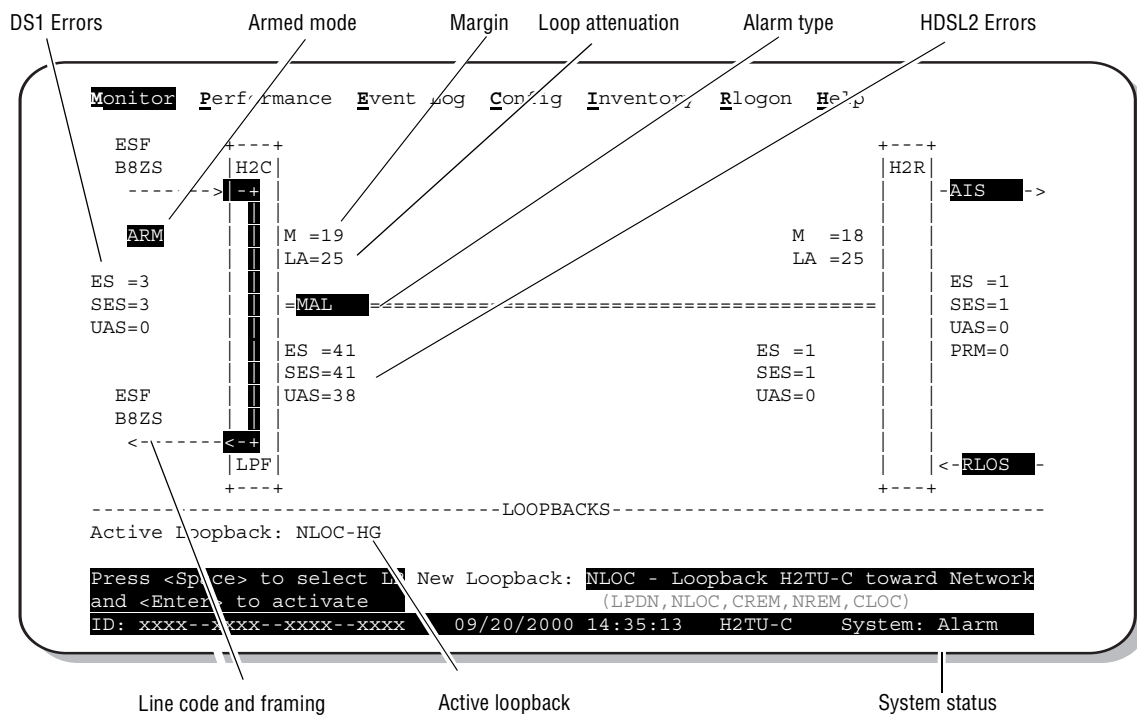 DS1 Errors Armed mode Margin Loop attenuation Alarm type HDSL2 Errors
Monitor Performance Event Log Config Inventory Rlogon Help
ESF +---+ +---+
B8ZS |H2C| |H2R|
------->|-+ -AIS ->
ARM M =19 M =18
LA=25 LA =25
ES =3 ES =1
SES=3 =MAL ========================================= SES=1
UAS=0 UAS=0
ES =41 ES =1 PRM=0
SES=41 SES=1
ESF UAS=38 UAS=0
B8ZS
<-------<-+
|LPF| <-RLOS -
+---+ +---+
----------------------------------LOOPBACKS-----------------------------------
Active Loopback: NLOC-HG
Press <Space> to select LB New Loopback: NLOC - Loopback H2TU-C toward Network
and <Enter> to activate (LPDN,NLOC,CREM,NREM,CLOC)
ID: xxxx--xxxx--xxxx--xxxx 09/20/2000 14:35:13 H2TU-C System: Alarm
Line code and framing Active loopback System status